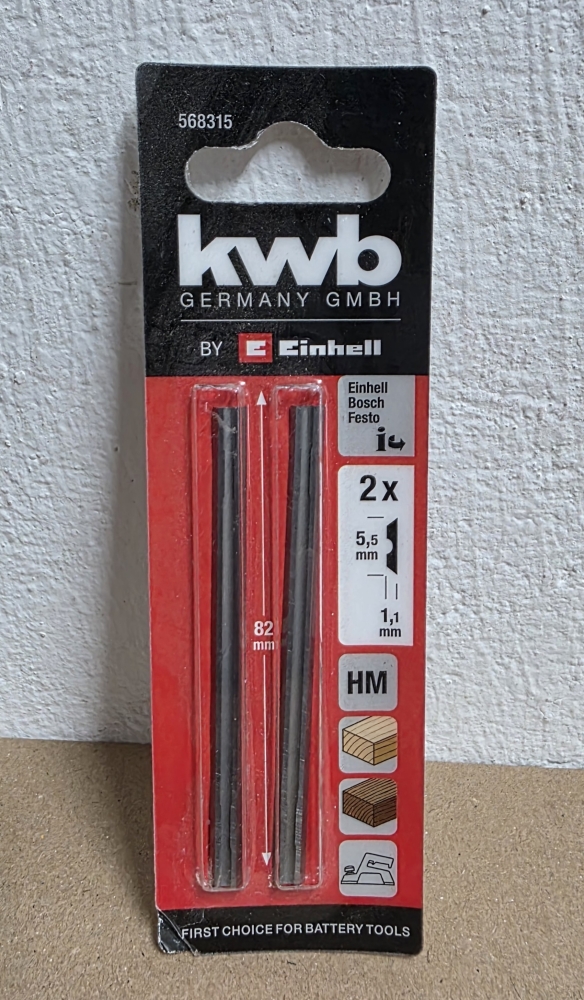 568315
kwb
GERMANY GMBH
BY Einhell
Einhell
Bosch
Festo
i
2x
5,5
mm
1,1
mm
82
mm
HM
FIRST CHOICE FOR BATTERY TOOLS